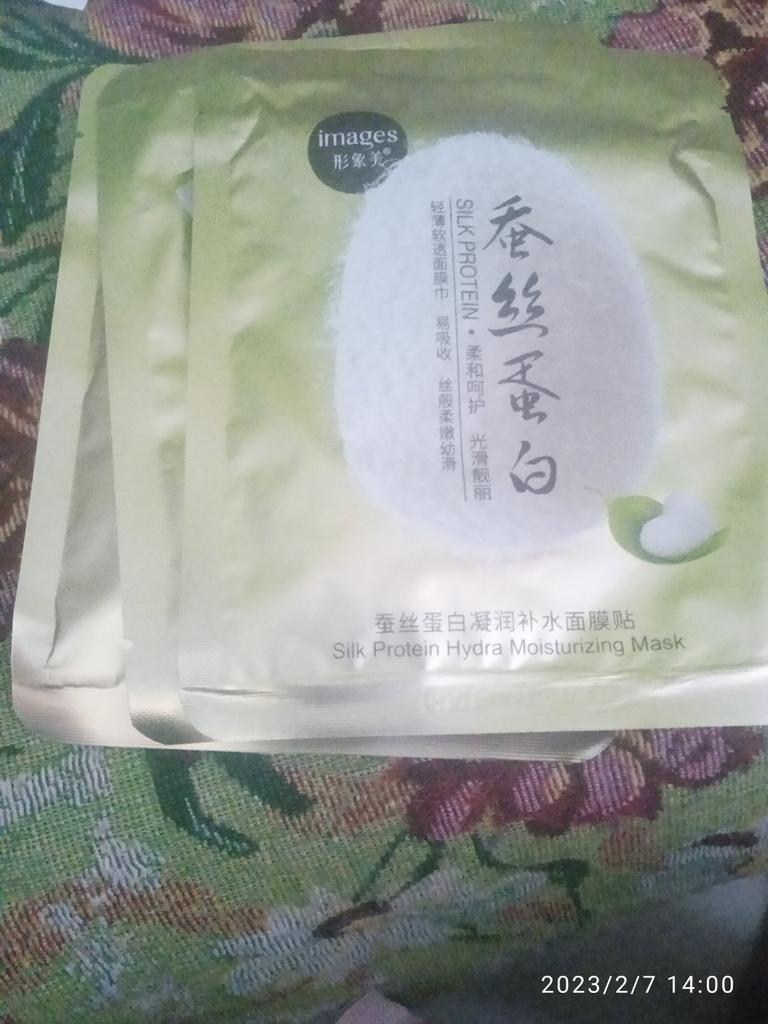 images
形象美®
蚕丝蛋白
SILK PROTEIN • 柔和呵护 光滑靓丽
轻薄软透面膜巾 易吸收 丝般柔嫩幼滑
蚕丝蛋白凝润补水面膜贴
Silk Protein Hydra Moisturizing Mask
2023/2/7 14:00